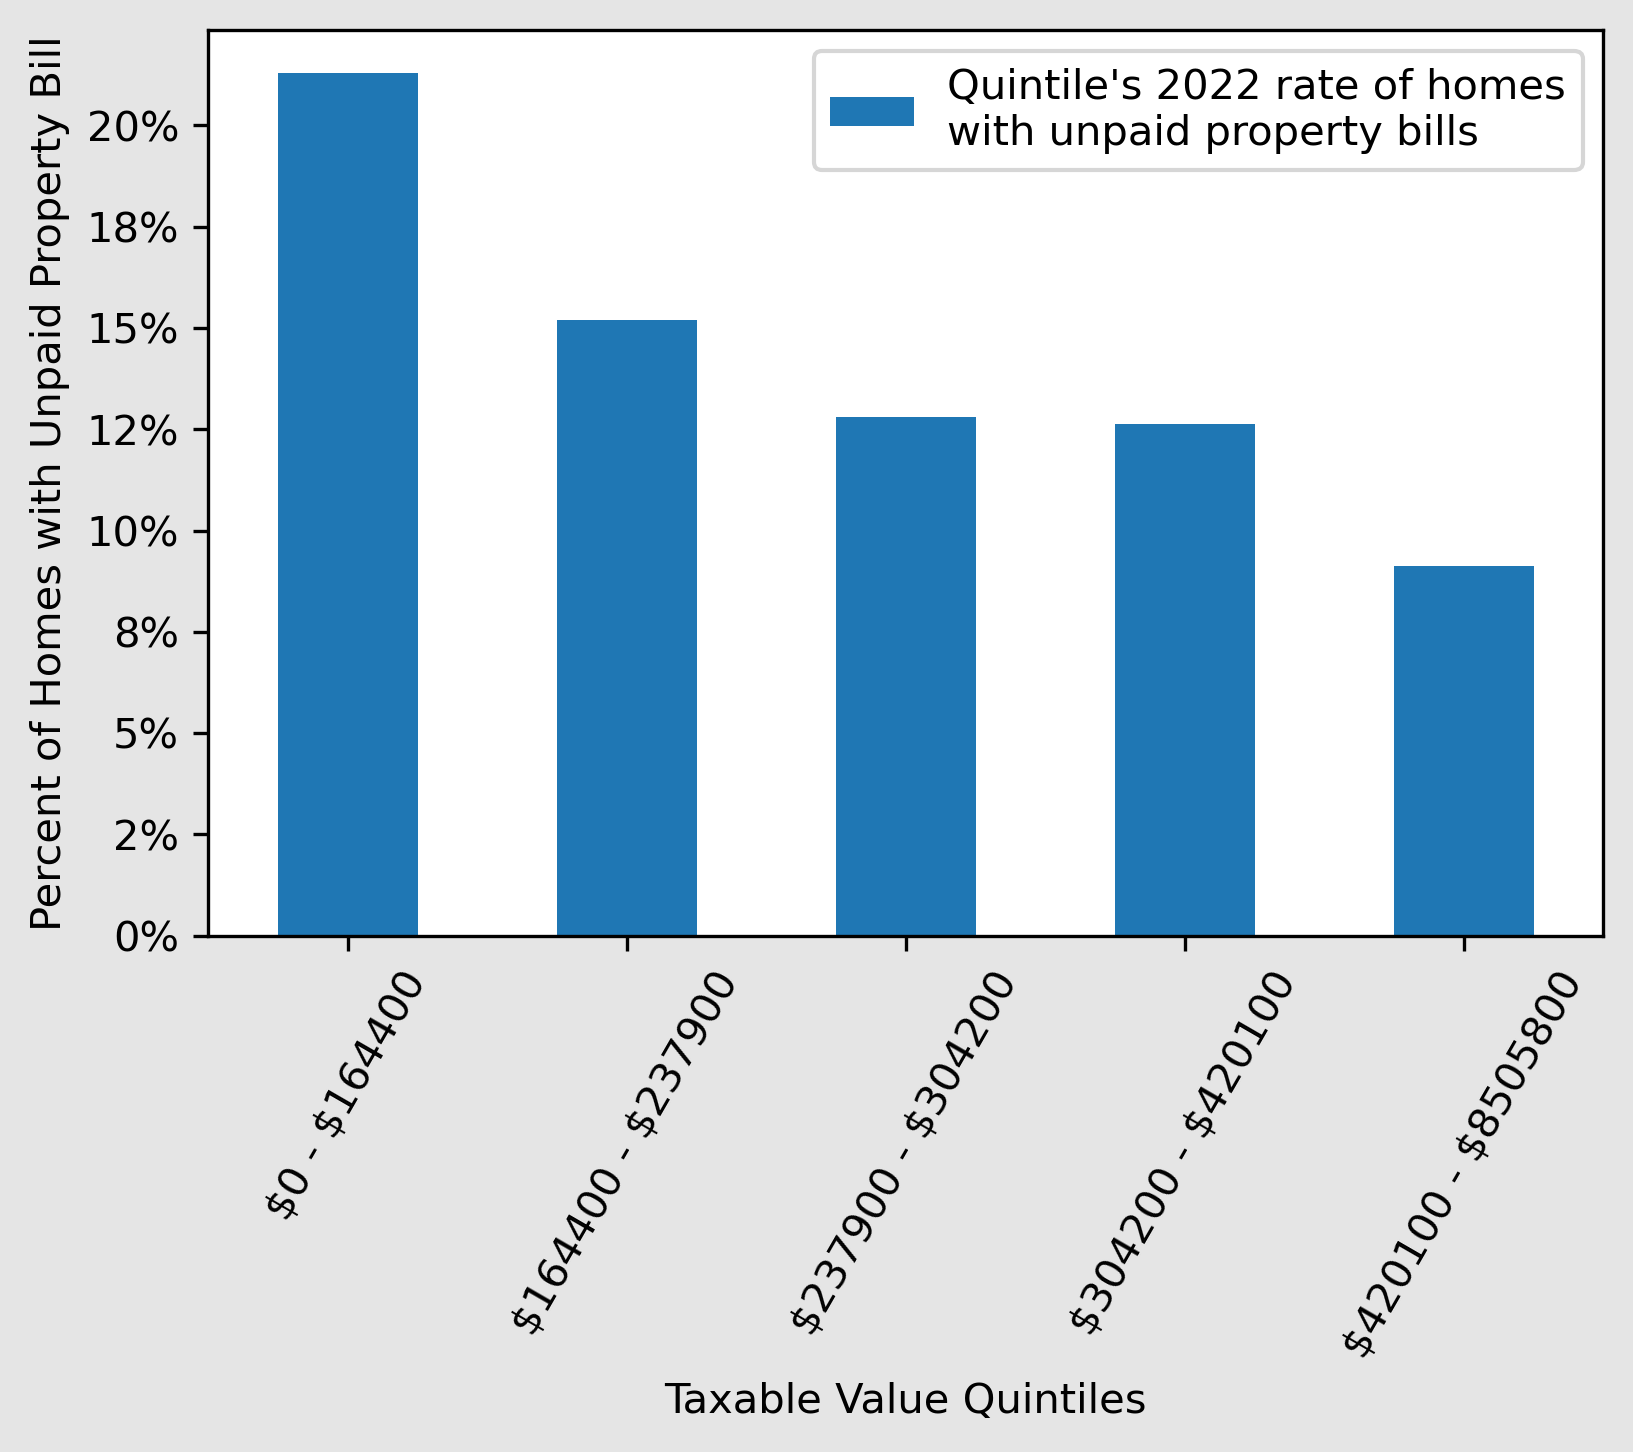 Percent of Homes with Unpaid Property Bill
20%
18%
15%
12%
10%
8%
5%
2%
0%
Quintile's 2022 rate of homes
with unpaid property bills
$0 - $164400
$164400 - $237900
$237900 - $304200
$304200 - $420100
$420100 - $8505800
Taxable Value Quintiles